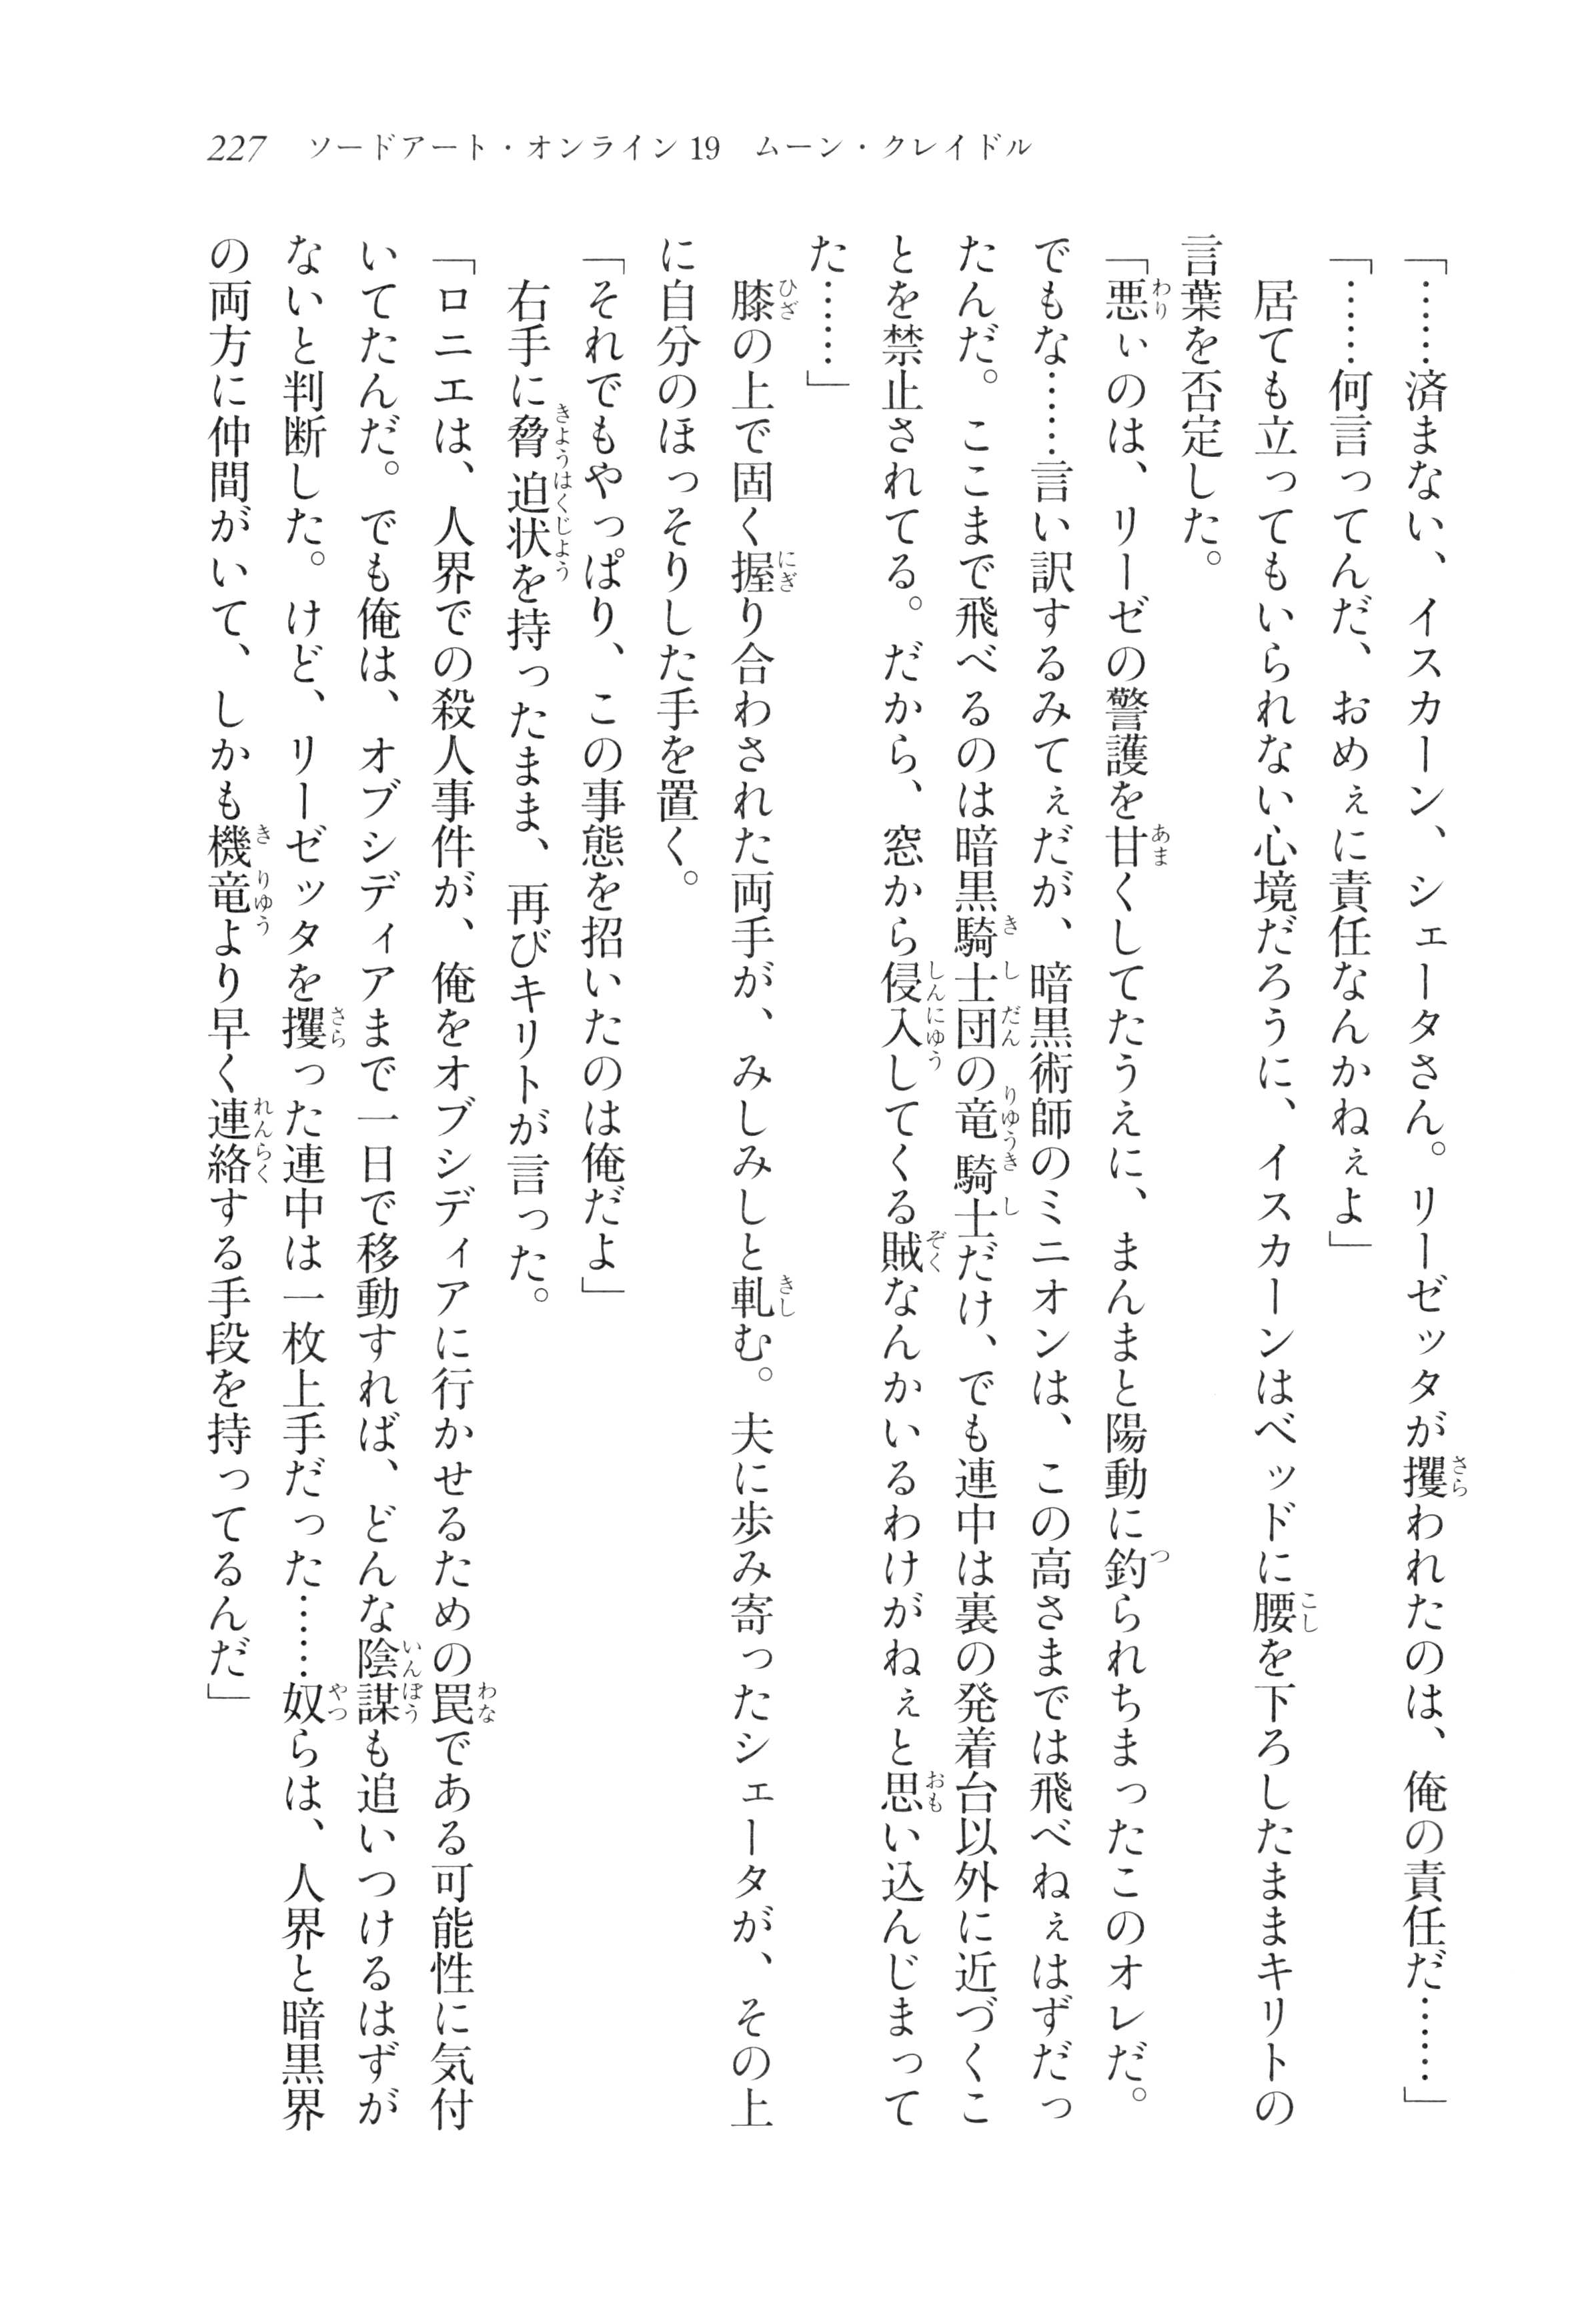 227　ソードアート・オンライン19　ムーン・クレイドル
「……済まない、イスカーン、シェータさん。リーゼッタが攫われたのは、俺の責任だ……」
「……何言ってんだ、おめぇに責任なんかねぇよ」
　居ても立ってもいられない心境だろうに、イスカーンはベッドに腰を下ろしたままキリトの
言葉を否定した。
「悪ぃのは、リーゼの警護を甘くしてたうえに、まんまと陽動に釣られちまったこのオレだ。
でもな……言い訳するみてぇだが、暗黒術師のミニオンは、この高さまでは飛べねぇはずだっ
たんだ。ここまで飛べるのは暗黒騎士団の竜騎士だけ、でも連中は裏の発着台以外に近づくこ
とを禁止されてる。だから、窓から侵入してくる賊なんかいるわけがねぇと思い込んじまって
た……」
　膝の上で固く握り合わされた両手が、みしみしと軋む。夫に歩み寄ったシェータが、その上
に自分のほっそりした手を置く。
「それでもやっぱり、この事態を招いたのは俺だよ」
　右手に脅迫状を持ったまま、再びキリトが言った。
「ロニエは、人界での殺人事件が、俺をオブシディアに行かせるための罠である可能性に気付
いてたんだ。でも俺は、オブシディアまで一日で移動すれば、どんな陰謀も追いつけるはずが
ないと判断した。けど、リーゼッタを攫った連中は一枚上手だった……奴らは、人界と暗黒界
の両方に仲間がいて、しかも機竜より早く連絡する手段を持ってるんだ」